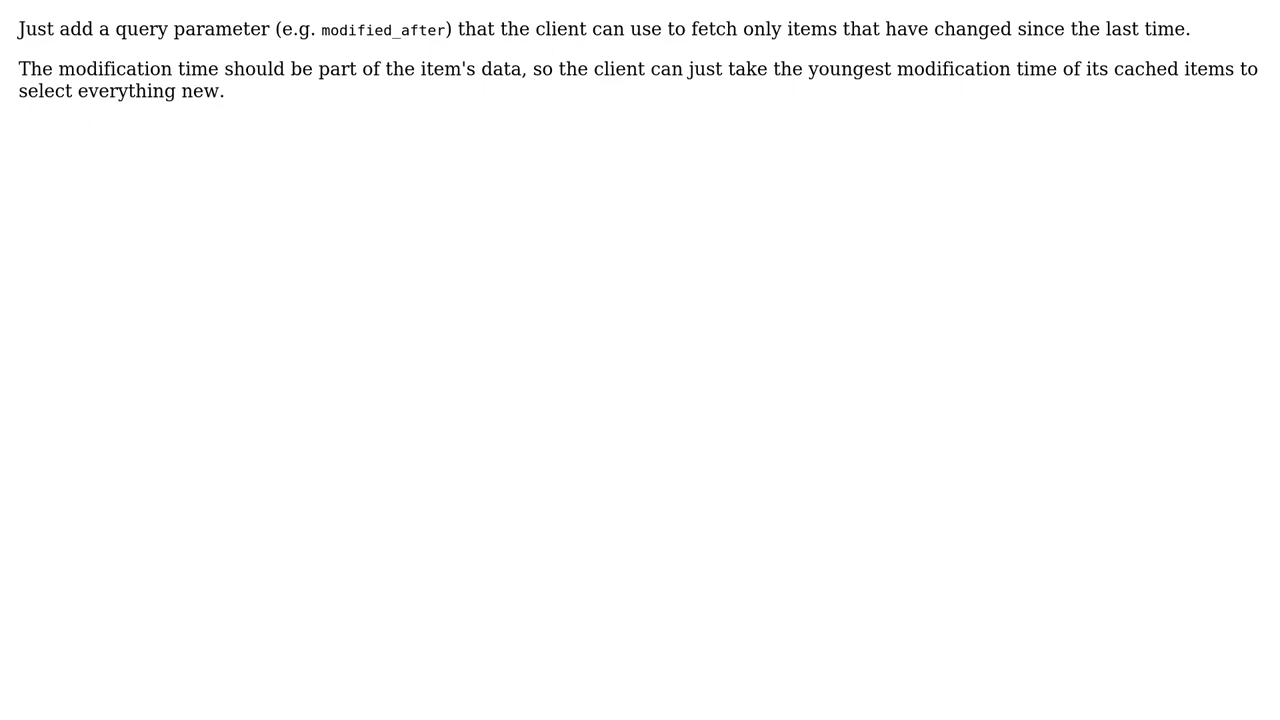 Just add a query parameter (e.g. modified_after) that the client can use to fetch only items that have changed since the last time.
The modification time should be part of the item's data, so the client can just take the youngest modification time of its cached items to
select everything new.